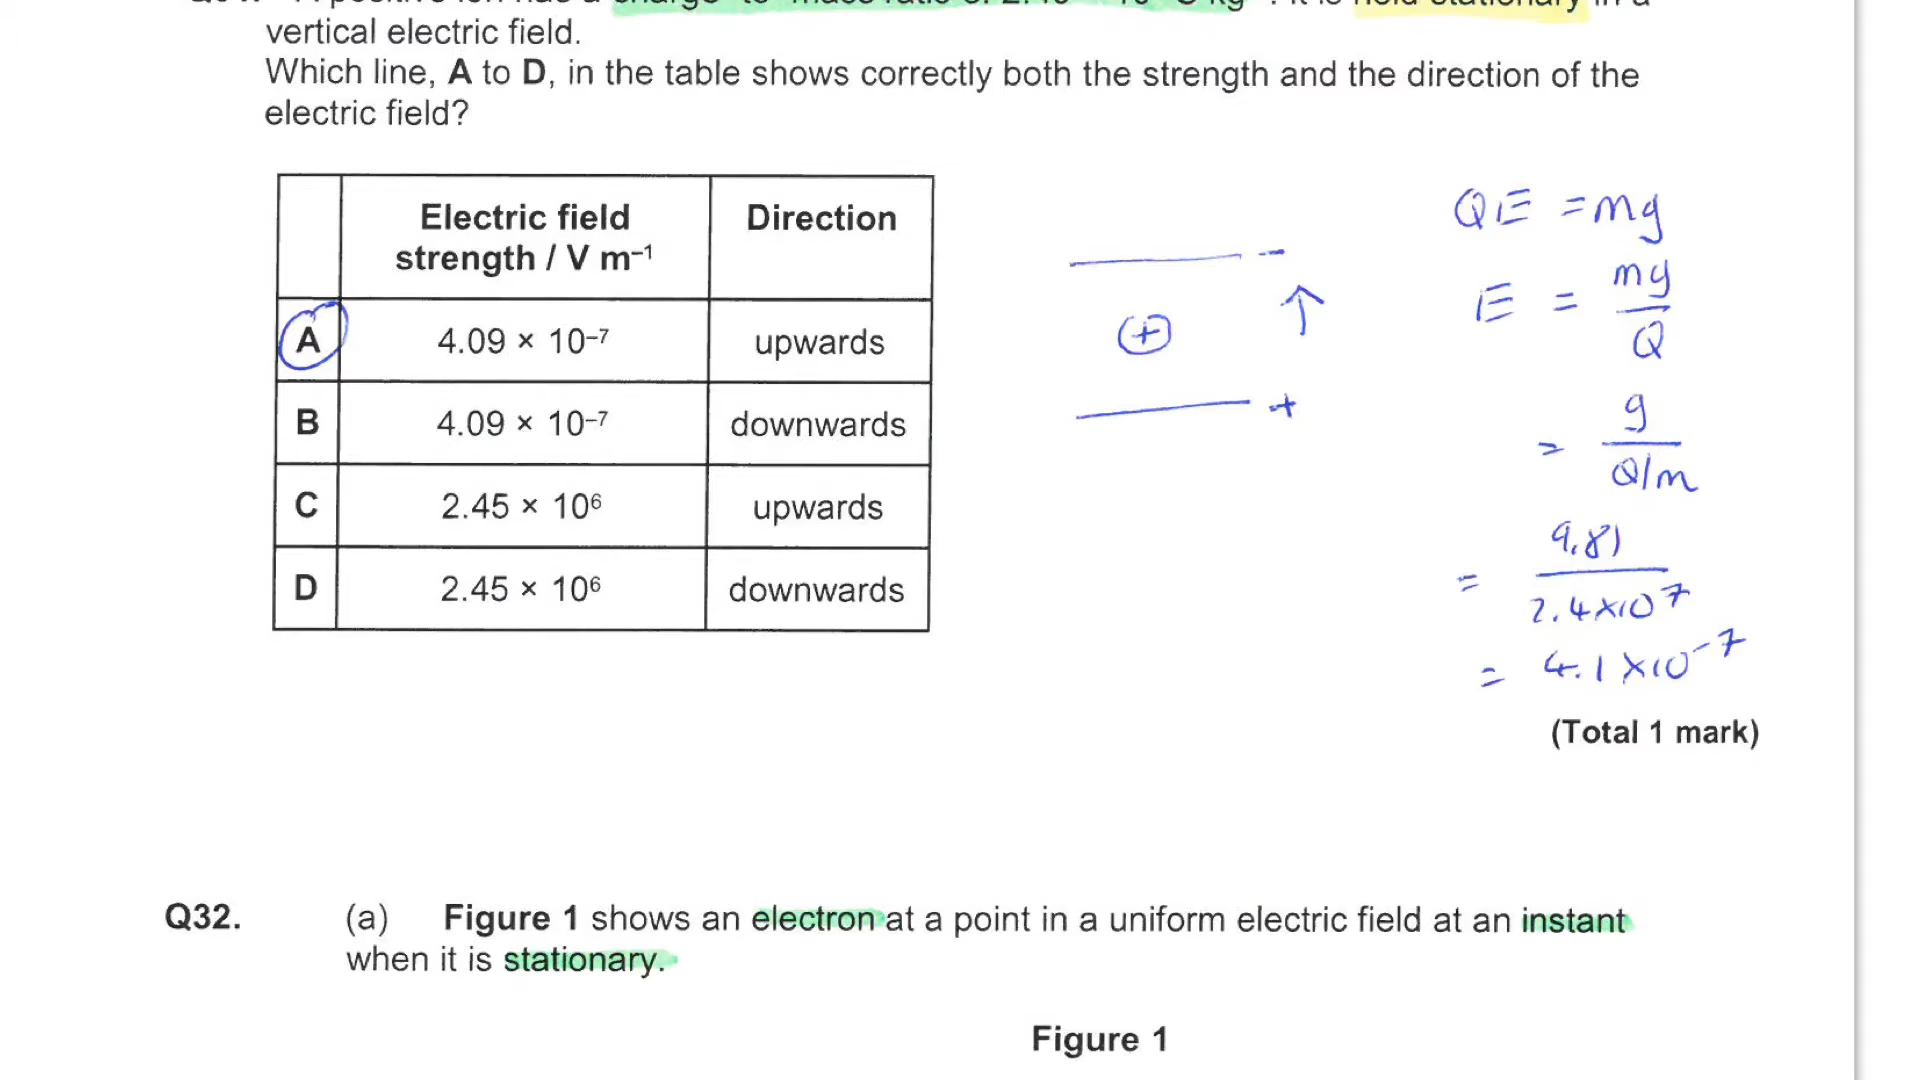 vertical electric field.
Which line, A to D, in the table shows correctly both the strength and the direction of the
electric field?
Electric field strength / V m⁻¹ Direction
A 4.09 × 10⁻⁷ upwards
B 4.09 × 10⁻⁷ downwards
C 2.45 × 10⁶ upwards
D 2.45 × 10⁶ downwards
−
+
+
QE = mg
E = mg / Q
= g / Q/m
= 9.81 / 2.4×10⁷
= 4.1×10⁻⁷
(Total 1 mark)
Q32. (a) Figure 1 shows an electron at a point in a uniform electric field at an instant
when it is stationary.
Figure 1